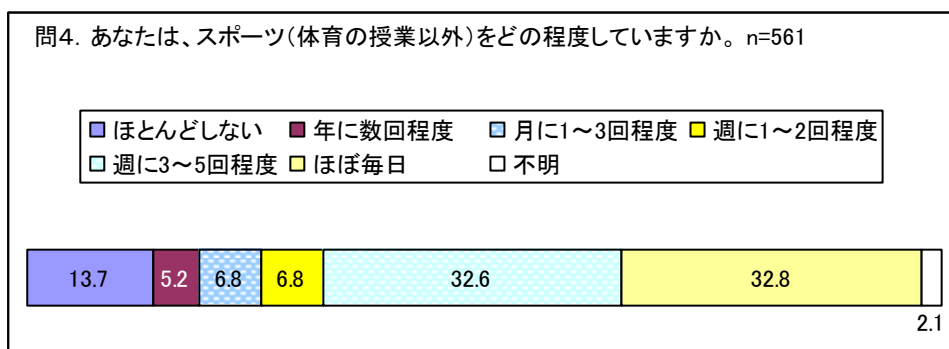 問4．あなたは、スポーツ（体育の授業以外）をどの程度していますか。 n=561
ほとんどしない 年に数回程度 月に1～3回程度 週に1～2回程度
週に3～5回程度 ほぼ毎日 不明
13.7 5.2 6.8 6.8 32.6 32.8
2.1